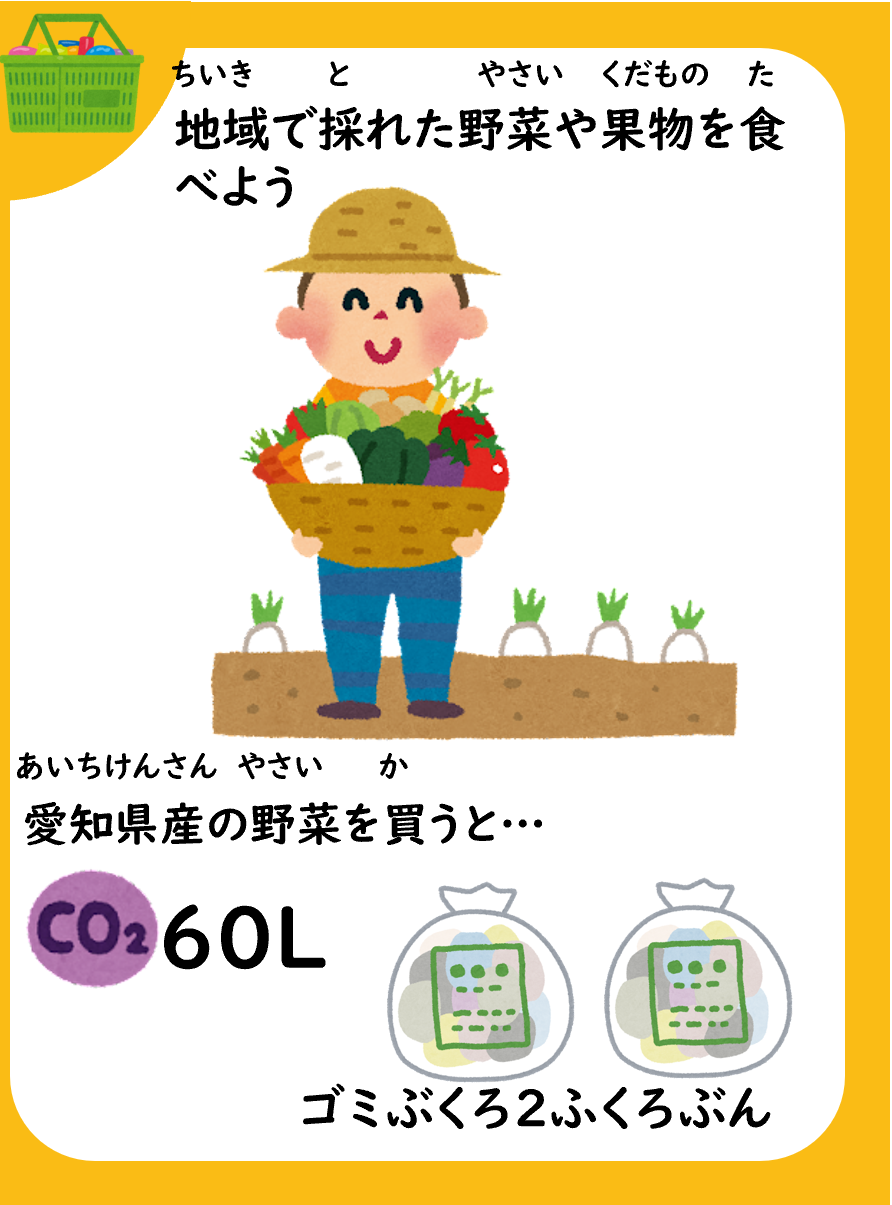 ちいき と やさい くだもの た
地域で採れた野菜や果物を食
べよう
あいちけんさん やさい か
愛知県産の野菜を買うと…
CO₂ 60L
ゴミぶくろ2ふくろぶん